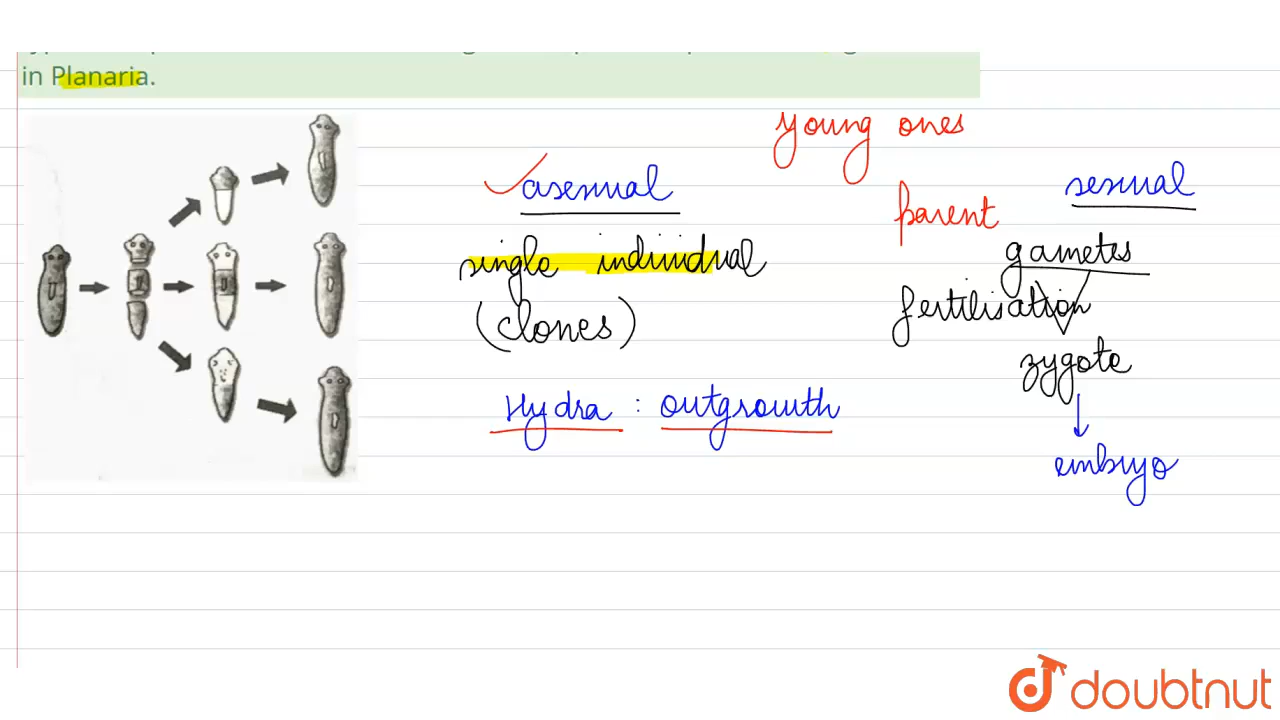 in Planaria.
young ones
asexual
sexual
parent
single individual
gametes
(clones)
fertilisation
zygote
Hydra : outgrowth
embryo
doubtnut